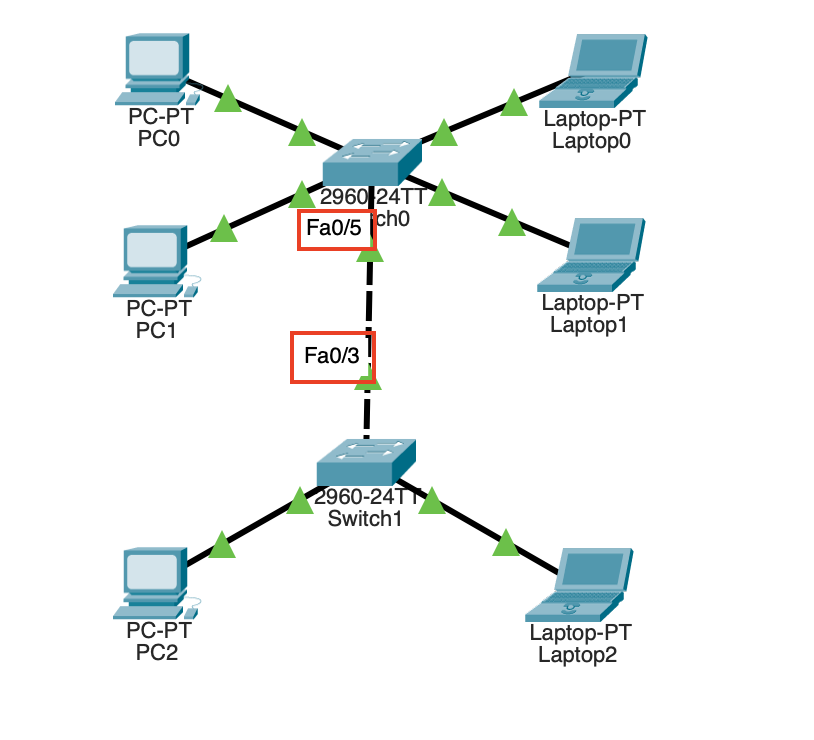 PC-PT
PC0
Laptop-PT
Laptop0
2960-24TT
ch0
Fa0/5
PC-PT
PC1
Laptop-PT
Laptop1
Fa0/3
2960-24TT
Switch1
PC-PT
PC2
Laptop-PT
Laptop2